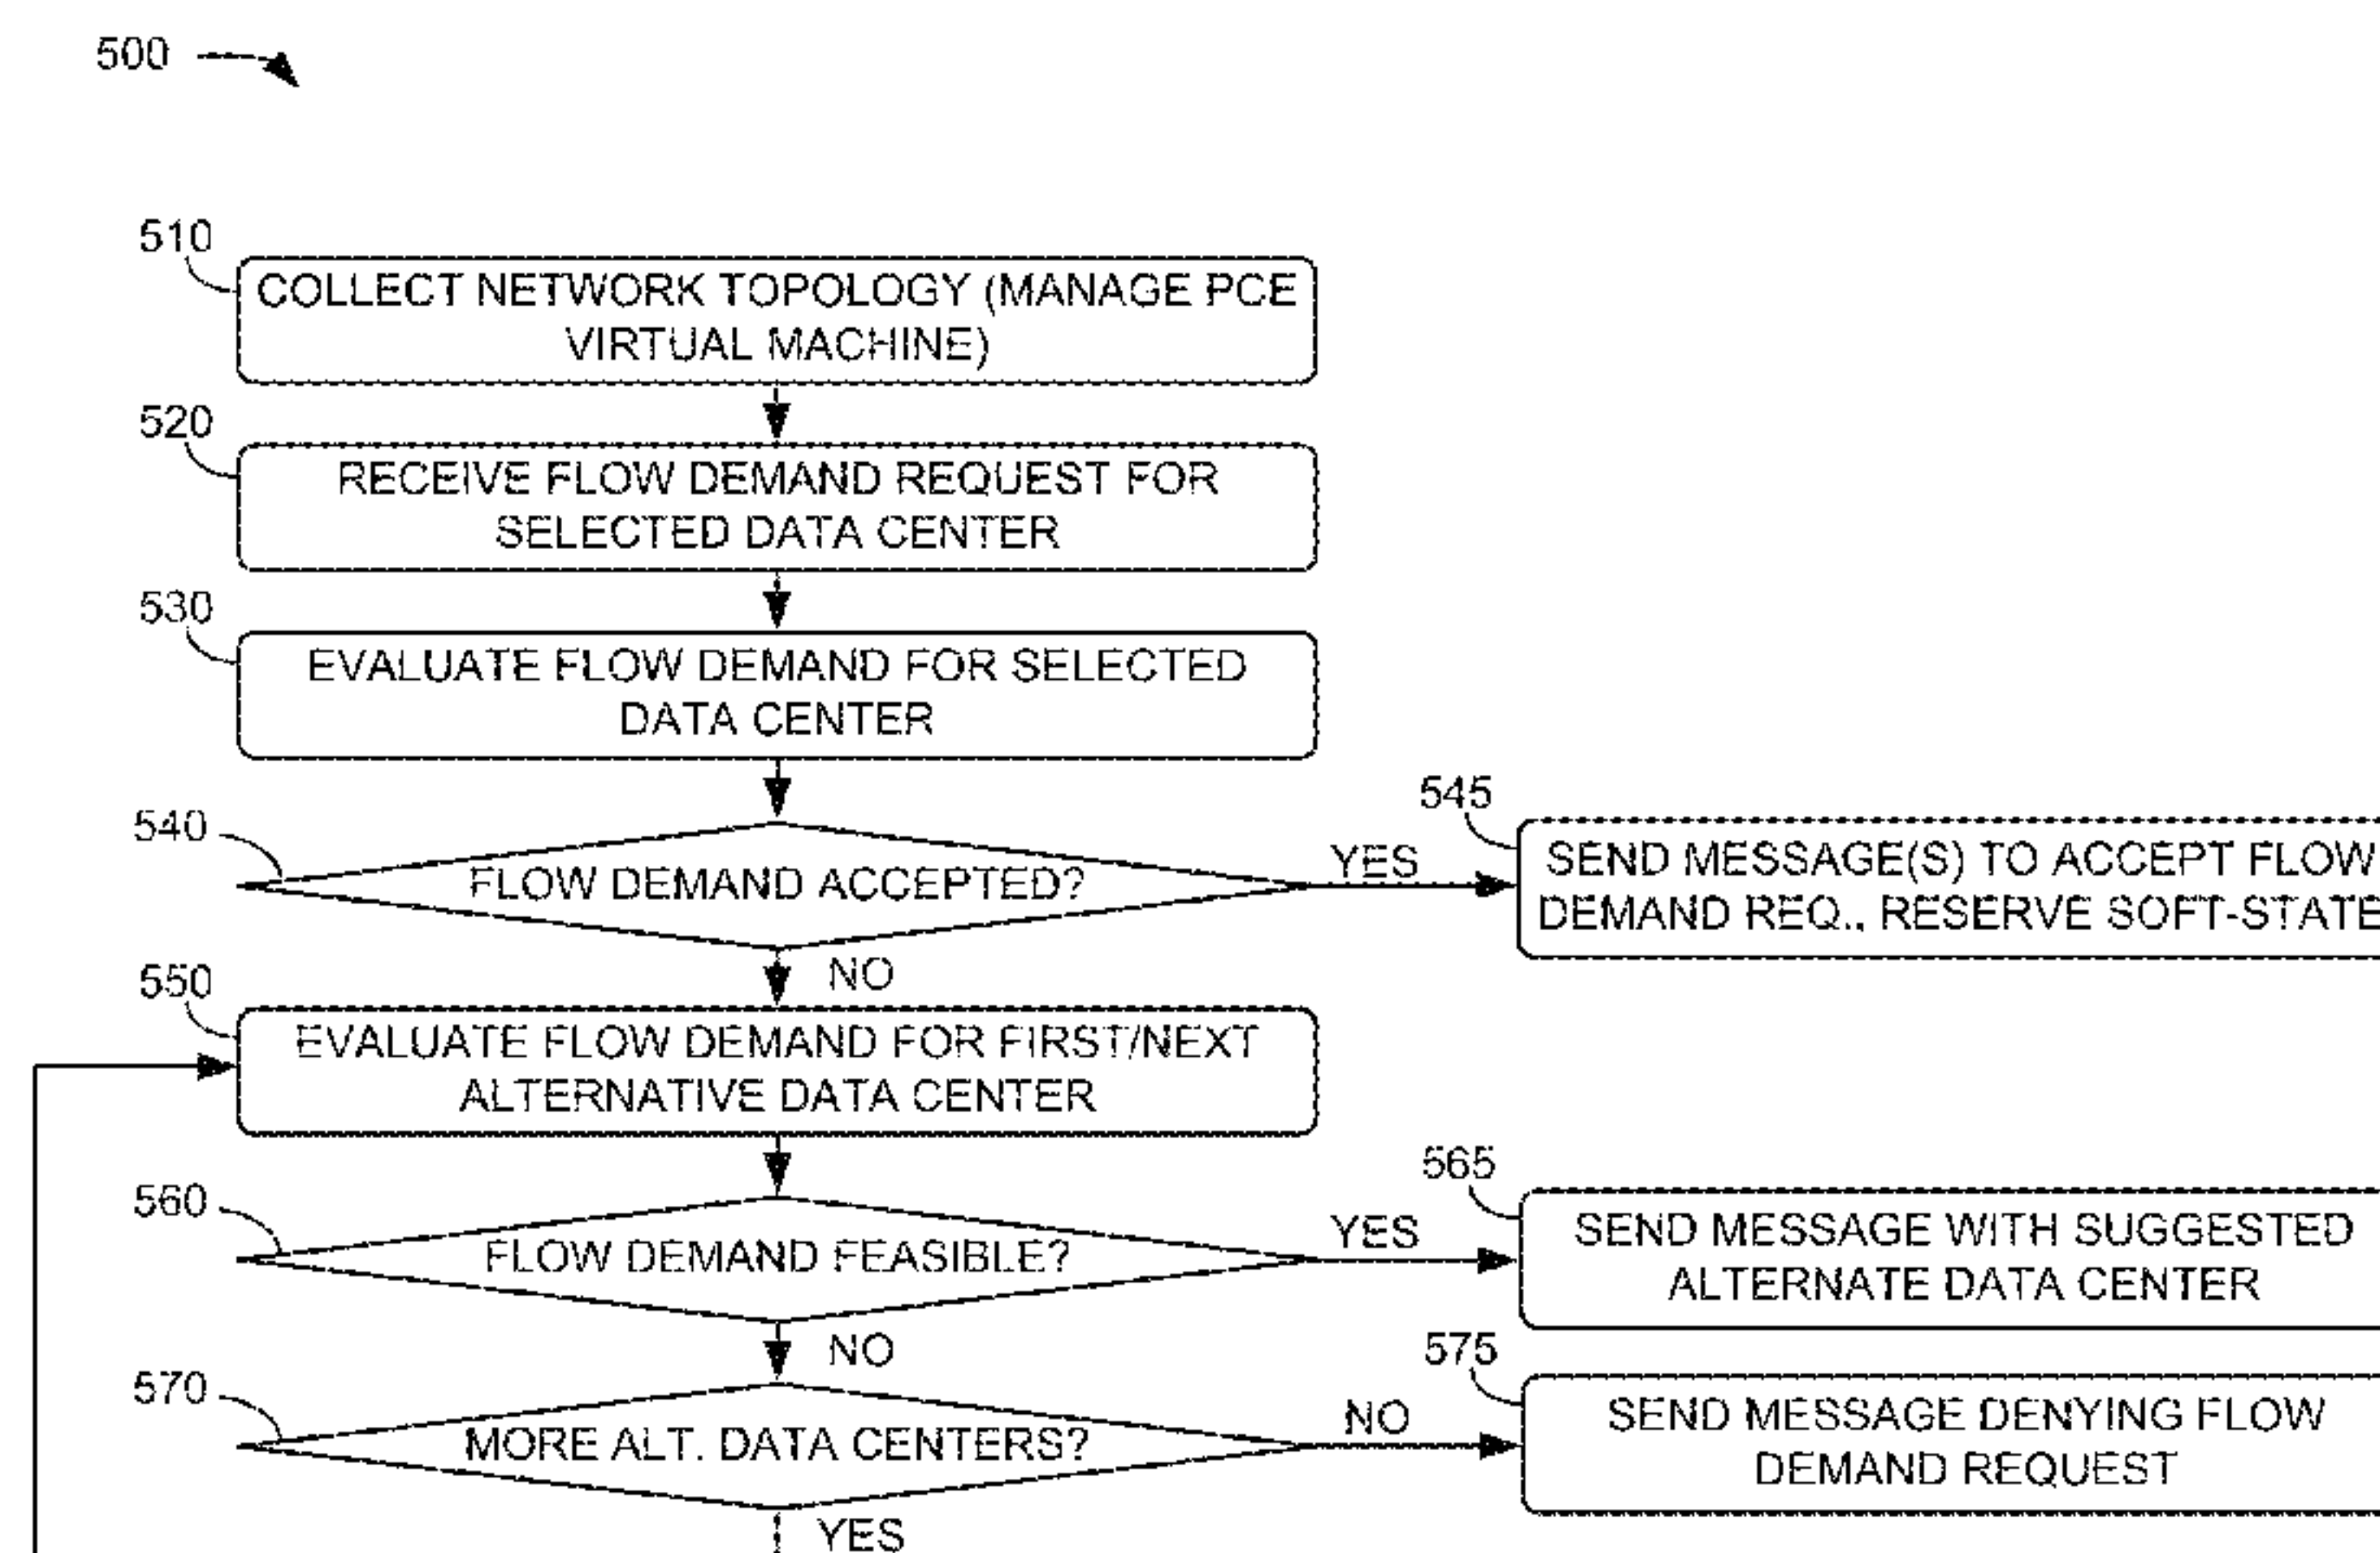 500
510
COLLECT NETWORK TOPOLOGY (MANAGE PCE
VIRTUAL MACHINE)
520
RECEIVE FLOW DEMAND REQUEST FOR
SELECTED DATA CENTER
530
EVALUATE FLOW DEMAND FOR SELECTED
DATA CENTER
540
FLOW DEMAND ACCEPTED?
YES
545
SEND MESSAGE(S) TO ACCEPT FLOW
DEMAND REQ., RESERVE SOFT-STATE
NO
550
EVALUATE FLOW DEMAND FOR FIRST/NEXT
ALTERNATIVE DATA CENTER
560
FLOW DEMAND FEASIBLE?
YES
565
SEND MESSAGE WITH SUGGESTED
ALTERNATE DATA CENTER
NO
570
MORE ALT. DATA CENTERS?
NO
575
SEND MESSAGE DENYING FLOW
DEMAND REQUEST
YES